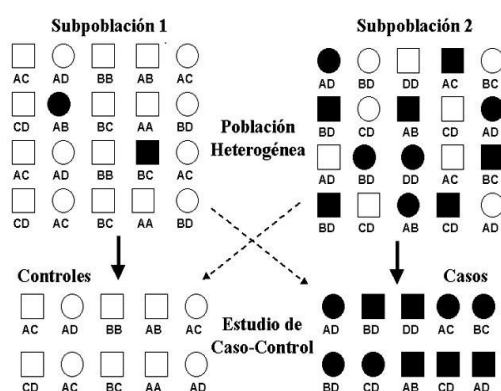 Subpoblación 1
AC AD BB AB AC
CD AB BC AA BD
AC AD BB BC AC
CD AC BC AA BD
Subpoblación 2
AD BD DD AC BC
BD CD AB CD AD
AD BD DD AC BC
BD CD AB CD AD
Población
Heterogénea
Controles
AC AD BB AB AC
CD AC BC AA AD
Estudio de
Caso-Control
Casos
AD BD DD AC BC
BD CD AB CD AD